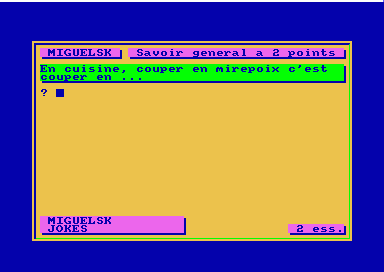 MIGUELSK Savoir general a 2 points
En cuisine, couper en mirepoix c'est
couper en ...
?
MIGUELSK
JOKES 2 ess.